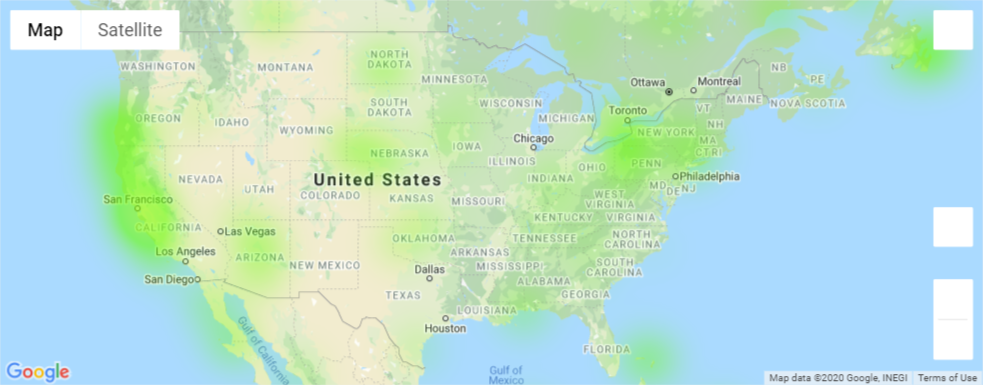 Map
Satellite
NORTH
DAKOTA
NB
WASHINGTON
MONTANA
MINNESOTA
PE
Ottawa
Montreal
MAINE
NOVA SCOTIA
SOUTH
DAKOTA
WISCONSIN
VT
OREGON
IDAHO
MICHIGAN
Toronto
NH
WYOMING
NEW YORK
MA
Chicago
CT RI
NEBRASKA
IOWA
ILLINOIS
OHIO
PENN
NEVADA
United States
INDIANA
Philadelphia
UTAH
COLORADO
KANSAS
MISSOURI
WEST
VIRGINIA
MD
DE
NJ
San Francisco
KENTUCKY
VIRGINIA
CALIFORNIA
Las Vegas
OKLAHOMA
TENNESSEE
NORTH
CAROLINA
Los Angeles
ARIZONA
NEW MEXICO
ARKANSAS
MISSISSIPPI
SOUTH
CAROLINA
San Diego
Dallas
ALABAMA
TEXAS
GEORGIA
LOUISIANA
Houston
Gulf of
California
FLORIDA
Gulf of
Mexico
Google
Map data ©2020 Google, INEGI
Terms of Use